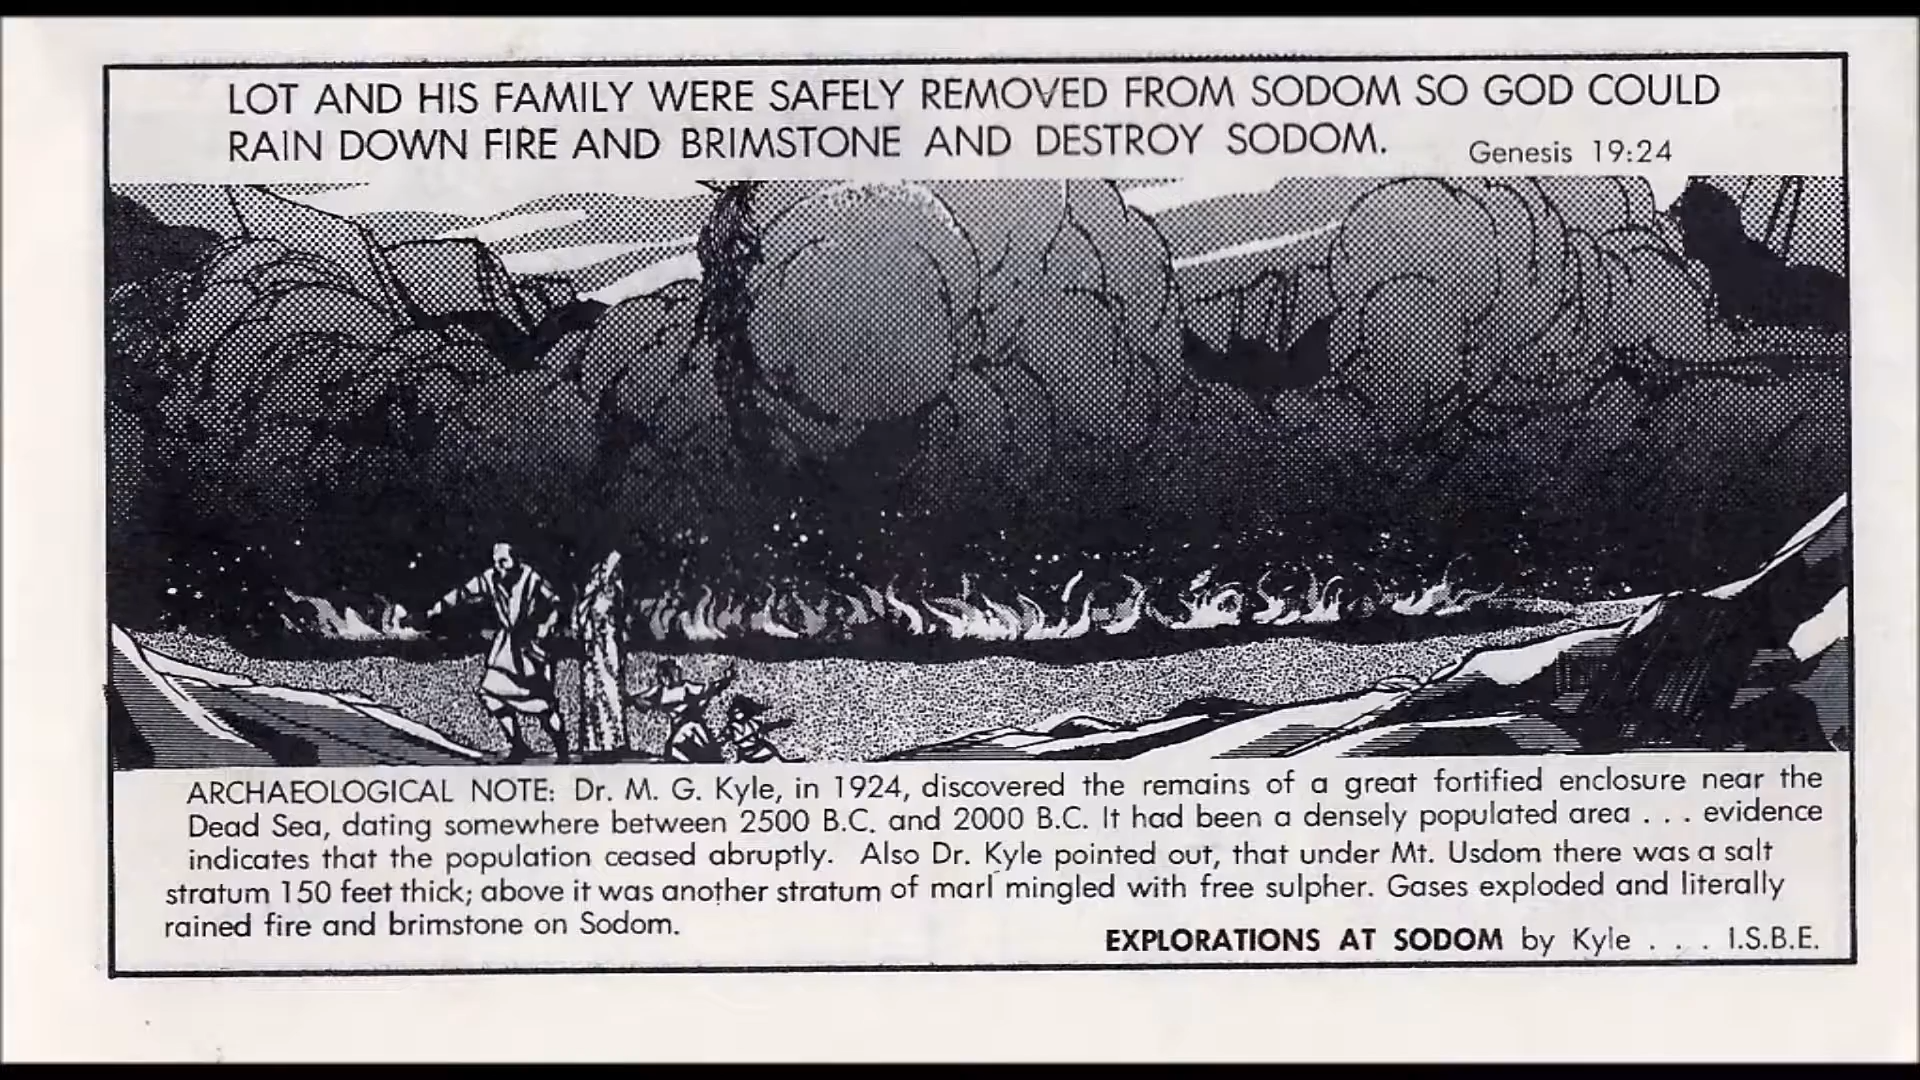 LOT AND HIS FAMILY WERE SAFELY REMOVED FROM SODOM SO GOD COULD
RAIN DOWN FIRE AND BRIMSTONE AND DESTROY SODOM. Genesis 19:24
ARCHAEOLOGICAL NOTE: Dr. M. G. Kyle, in 1924, discovered the remains of a great fortified enclosure near the
Dead Sea, dating somewhere between 2500 B.C. and 2000 B.C. It had been a densely populated area . . . evidence
indicates that the population ceased abruptly. Also Dr. Kyle pointed out, that under Mt. Usdom there was a salt
stratum 150 feet thick; above it was another stratum of marl mingled with free sulpher. Gases exploded and literally
rained fire and brimstone on Sodom.
EXPLORATIONS AT SODOM by Kyle . . . I.S.B.E.